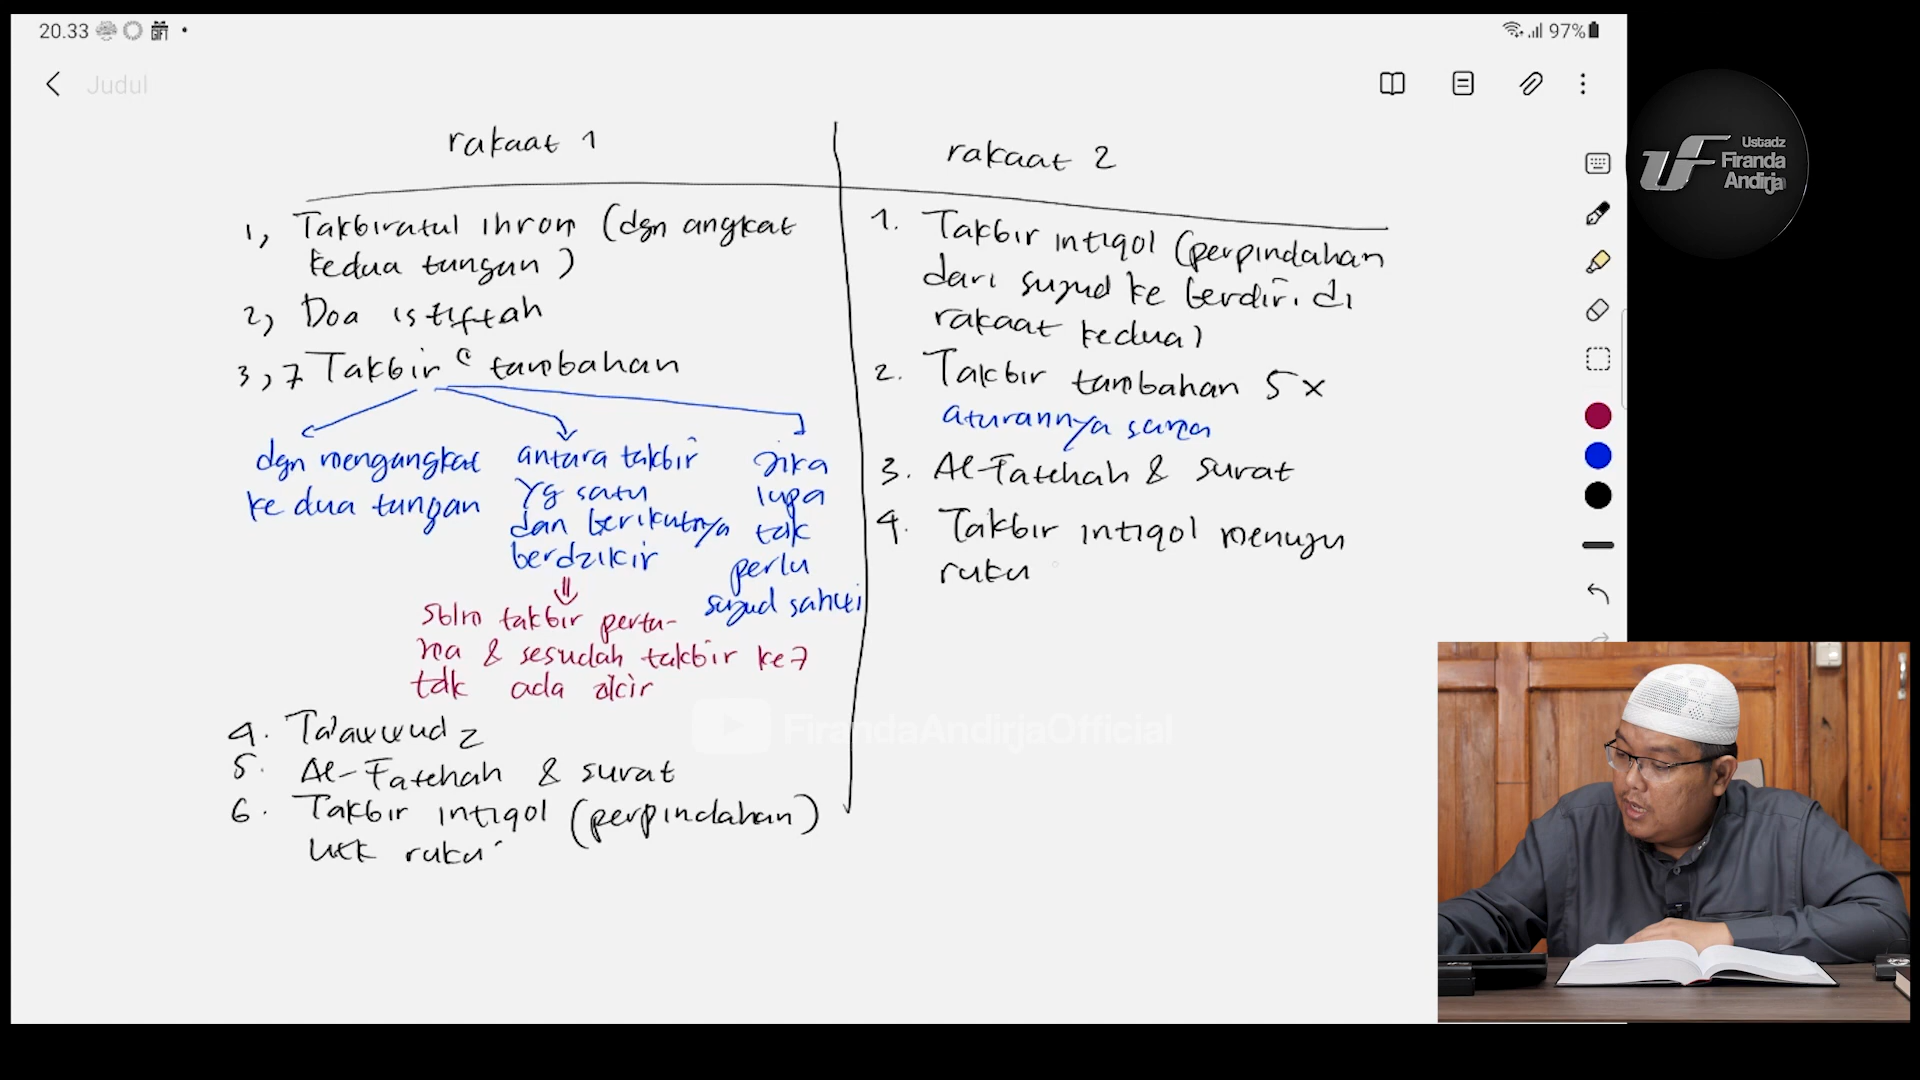 20.33
97%
Judul
Ustadz
Firanda
Andirja
rakaat 1
1, Takbiratul ihrom (dgn angkat
kedua tangan)
2, Doa istiftah
3, 7 Takbir tambahan
dgn mengangkat
kedua tangan
antara takbir
yg satu
dan berikutnya
berdzikir
jika
lupa
tdk
perlu
sujud sahwi
sblm takbir perta-
ma & sesudah takbir ke 7
tdk ada dzikir
4. Ta'awwudz
5. Al-Fatehah & surat
6. Takbir intiqol (perpindahan)
utk ruku'
rakaat 2
1. Takbir intiqol (perpindahan
dari sujud ke berdiri di
rakaat kedua)
2. Takbir tambahan 5 x
aturannya sama
3. Al-Fatehah & surat
4. Takbir intiqol menuju
ruku
FirandaAndirjaOfficial